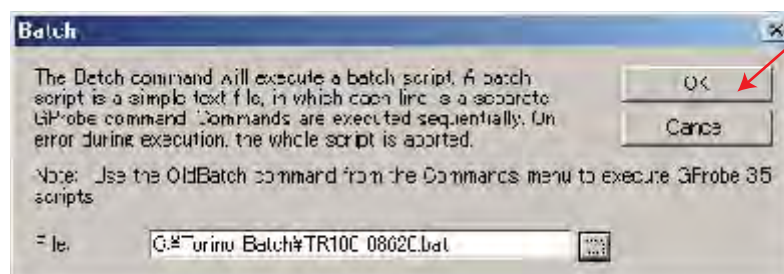 Batch
The Batch command will execute a batch script. A batch
script is a simple text file, in which each line is a separate
GProbe command. Commands are executed sequentially. On
error during execution, the whole script is aborted.
OK
Cancel
Note: Use the OldBatch command from the Commands menu to execute GProbe 3.5
scripts
File: